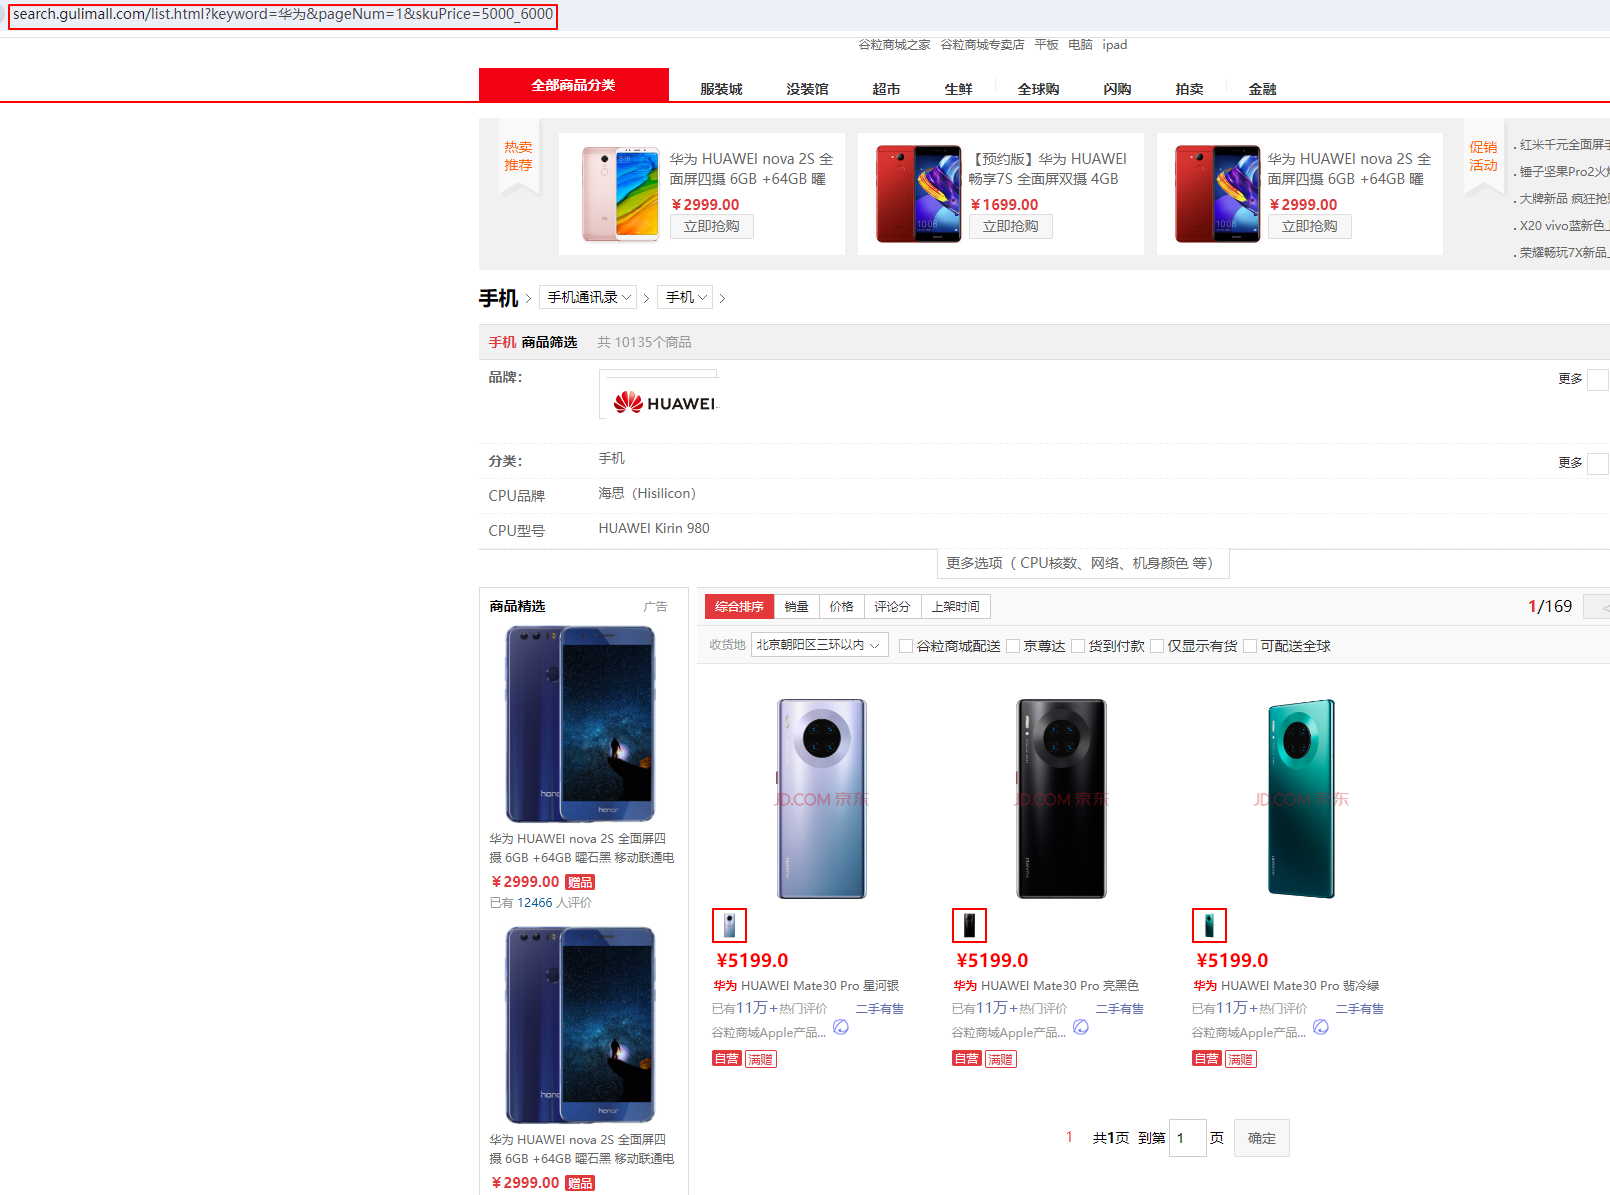 search.gulimall.com/list.html?keyword=华为&pageNum=1&skuPrice=5000_6000
谷粒商城之家 谷粒商城专卖店 平板 电脑 ipad
全部商品分类 服装城 没装馆 超市 生鲜 全球购 闪购 拍卖 金融
热卖
推荐
华为 HUAWEI nova 2S 全
面屏四摄 6GB +64GB 曜
¥2999.00
立即抢购
【预约版】华为 HUAWEI
畅享7S 全面屏双摄 4GB
¥1699.00
立即抢购
华为 HUAWEI nova 2S 全
面屏四摄 6GB +64GB 曜
¥2999.00
立即抢购
促销
活动
. 红米千元全面屏手
. 锤子坚果Pro2火
. 大牌新品 疯狂抢
. X20 vivo蓝新色上
. 荣耀畅玩7X新品上
手机 > 手机通讯录 > 手机 >
手机 商品筛选 共 10135个商品
品牌：
HUAWEI
更多
分类： 手机
更多
CPU品牌 海思（Hisilicon）
CPU型号 HUAWEI Kirin 980
更多选项（ CPU核数、网络、机身颜色 等）
商品精选 广告
honor
honor
华为 HUAWEI nova 2S 全面屏四
摄 6GB +64GB 曜石黑 移动联通电
¥2999.00 赠品
已有 12466 人评价
honor
honor
华为 HUAWEI nova 2S 全面屏四
摄 6GB +64GB 曜石黑 移动联通电
¥2999.00 赠品
综合排序 销量 价格 评论分 上架时间
1/169 <
收货地 北京朝阳区三环以内 谷粒商城配送 京尊达 货到付款 仅显示有货 可配送全球
JD.COM 京东
HUAWEI
¥5199.0
华为 HUAWEI Mate30 Pro 星河银
已有11万+热门评价 二手有售
谷粒商城Apple产品...
自营 满赠
JD.COM 京东
HUAWEI
¥5199.0
华为 HUAWEI Mate30 Pro 亮黑色
已有11万+热门评价 二手有售
谷粒商城Apple产品...
自营 满赠
JD.COM 京东
HUAWEI
¥5199.0
华为 HUAWEI Mate30 Pro 翡冷绿
已有11万+热门评价 二手有售
谷粒商城Apple产品...
自营 满赠
1 共1页 到第 1 页 确定